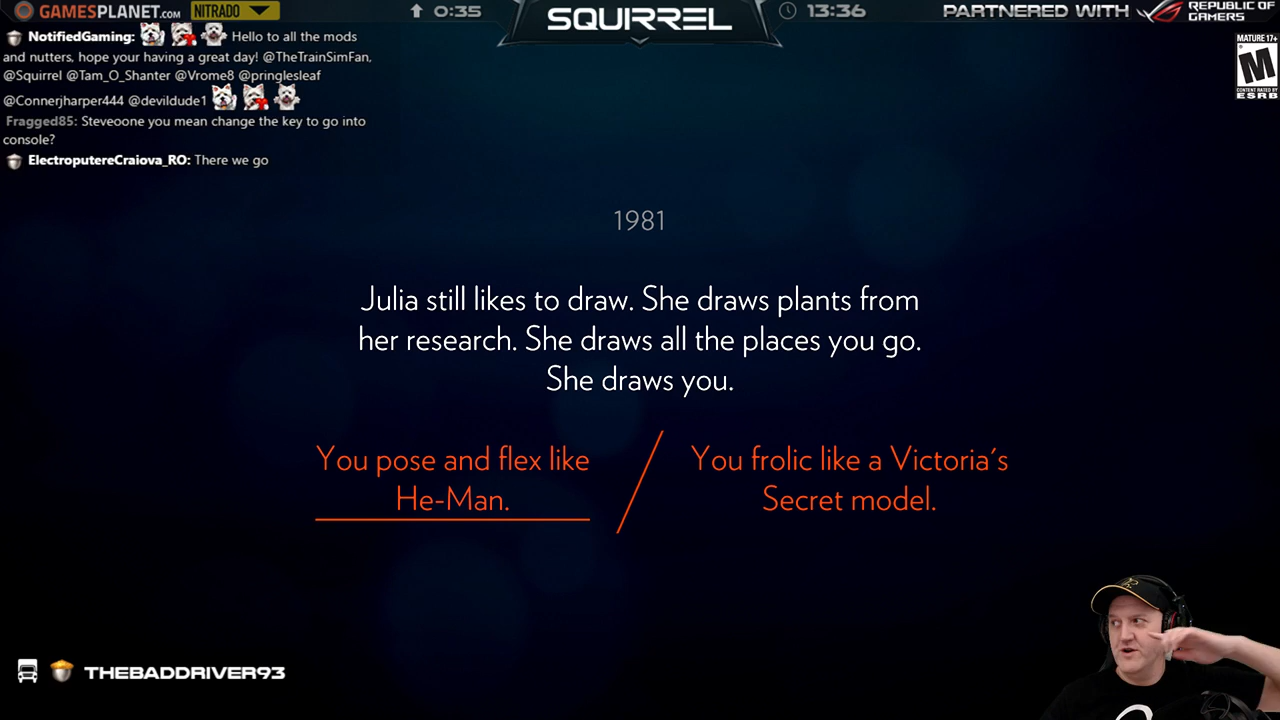 GAMESPLANET.COM NITRADO
0:35
SQUIRREL
13:36
PARTNERED WITH REPUBLIC OF GAMERS
NotifiedGaming: Hello to all the mods
and nutters, hope your having a great day! @TheTrainSimFan,
@Squirrel @Tam_O_Shanter @Vrome8 @pringlesleaf
@Connerjharper444 @devildude1
Fragged85: Steveoone you mean change the key to go into
console?
ElectroputereCraiova_RO: There we go
MATURE 17+
M
CONTENT RATED BY
ESRB
1981
Julia still likes to draw. She draws plants from
her research. She draws all the places you go.
She draws you.
You pose and flex like
He-Man.
You frolic like a Victoria's
Secret model.
THEBADDRIVER93